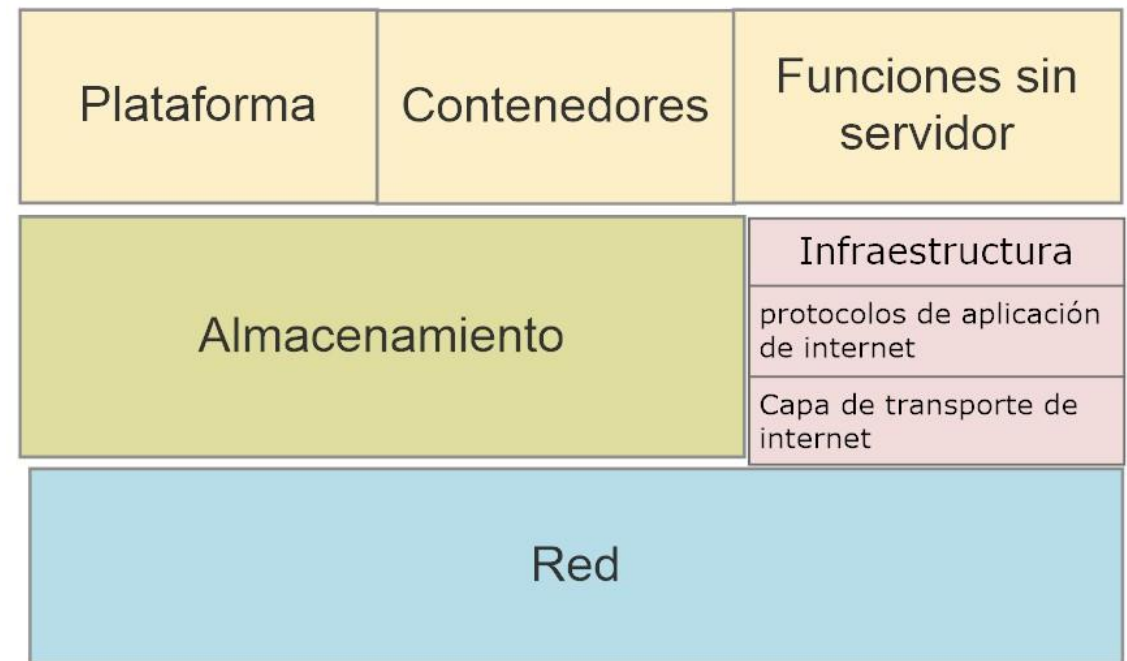 Plataforma
Contenedores
Funciones sin
servidor
Almacenamiento
Infraestructura
protocolos de aplicación
de internet
Capa de transporte de
internet
Red